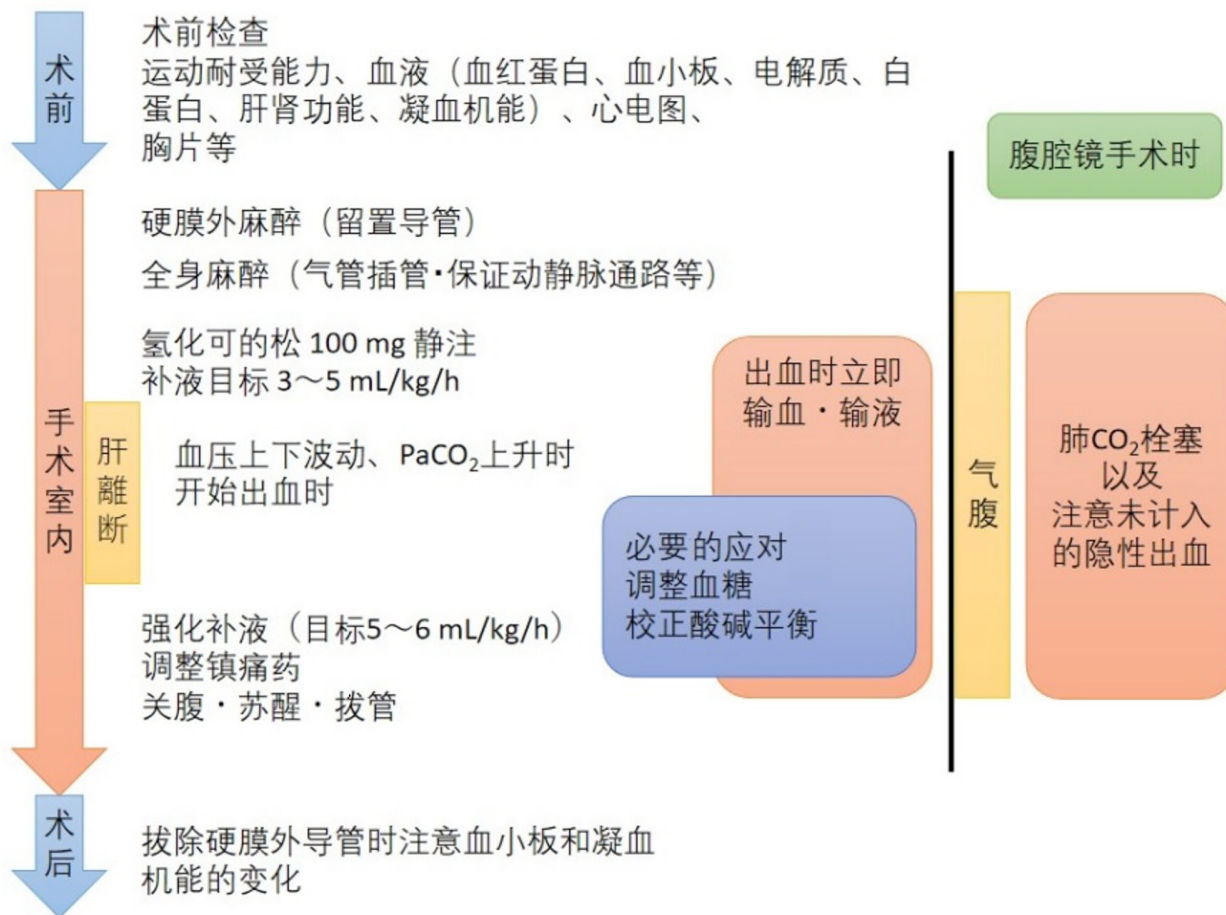 术前
术前检查
运动耐受能力、血液（血红蛋白、血小板、电解质、白
蛋白、肝肾功能、凝血机能）、心电图、
胸片等
手术室内
硬膜外麻醉（留置导管）
全身麻醉（气管插管·保证动静脉通路等）
氢化可的松 100 mg 静注
补液目标 3～5 mL/kg/h
肝離断
血压上下波动、PaCO₂上升时
开始出血时
强化补液（目标5～6 mL/kg/h）
调整镇痛药
关腹·苏醒·拨管
出血时立即
输血·输液
必要的应对
调整血糖
校正酸碱平衡
腹腔镜手术时
气腹
肺CO₂栓塞
以及
注意未计入
的隐性出血
术后
拔除硬膜外导管时注意血小板和凝血
机能的变化